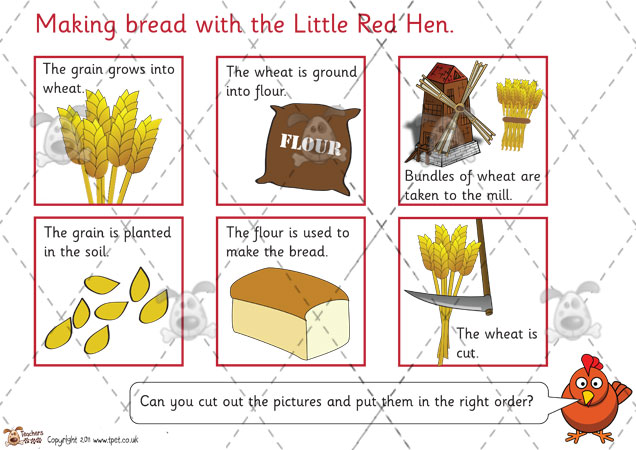 Making bread with the Little Red Hen.
The grain grows into
wheat.
The wheat is ground
into flour.
FLOUR
Bundles of wheat are
taken to the mill.
The grain is planted
in the soil.
The flour is used to
make the bread.
The wheat is
cut.
Can you cut out the pictures and put them in the right order?
Teachers
Copyright 2011 www.tpet.co.uk